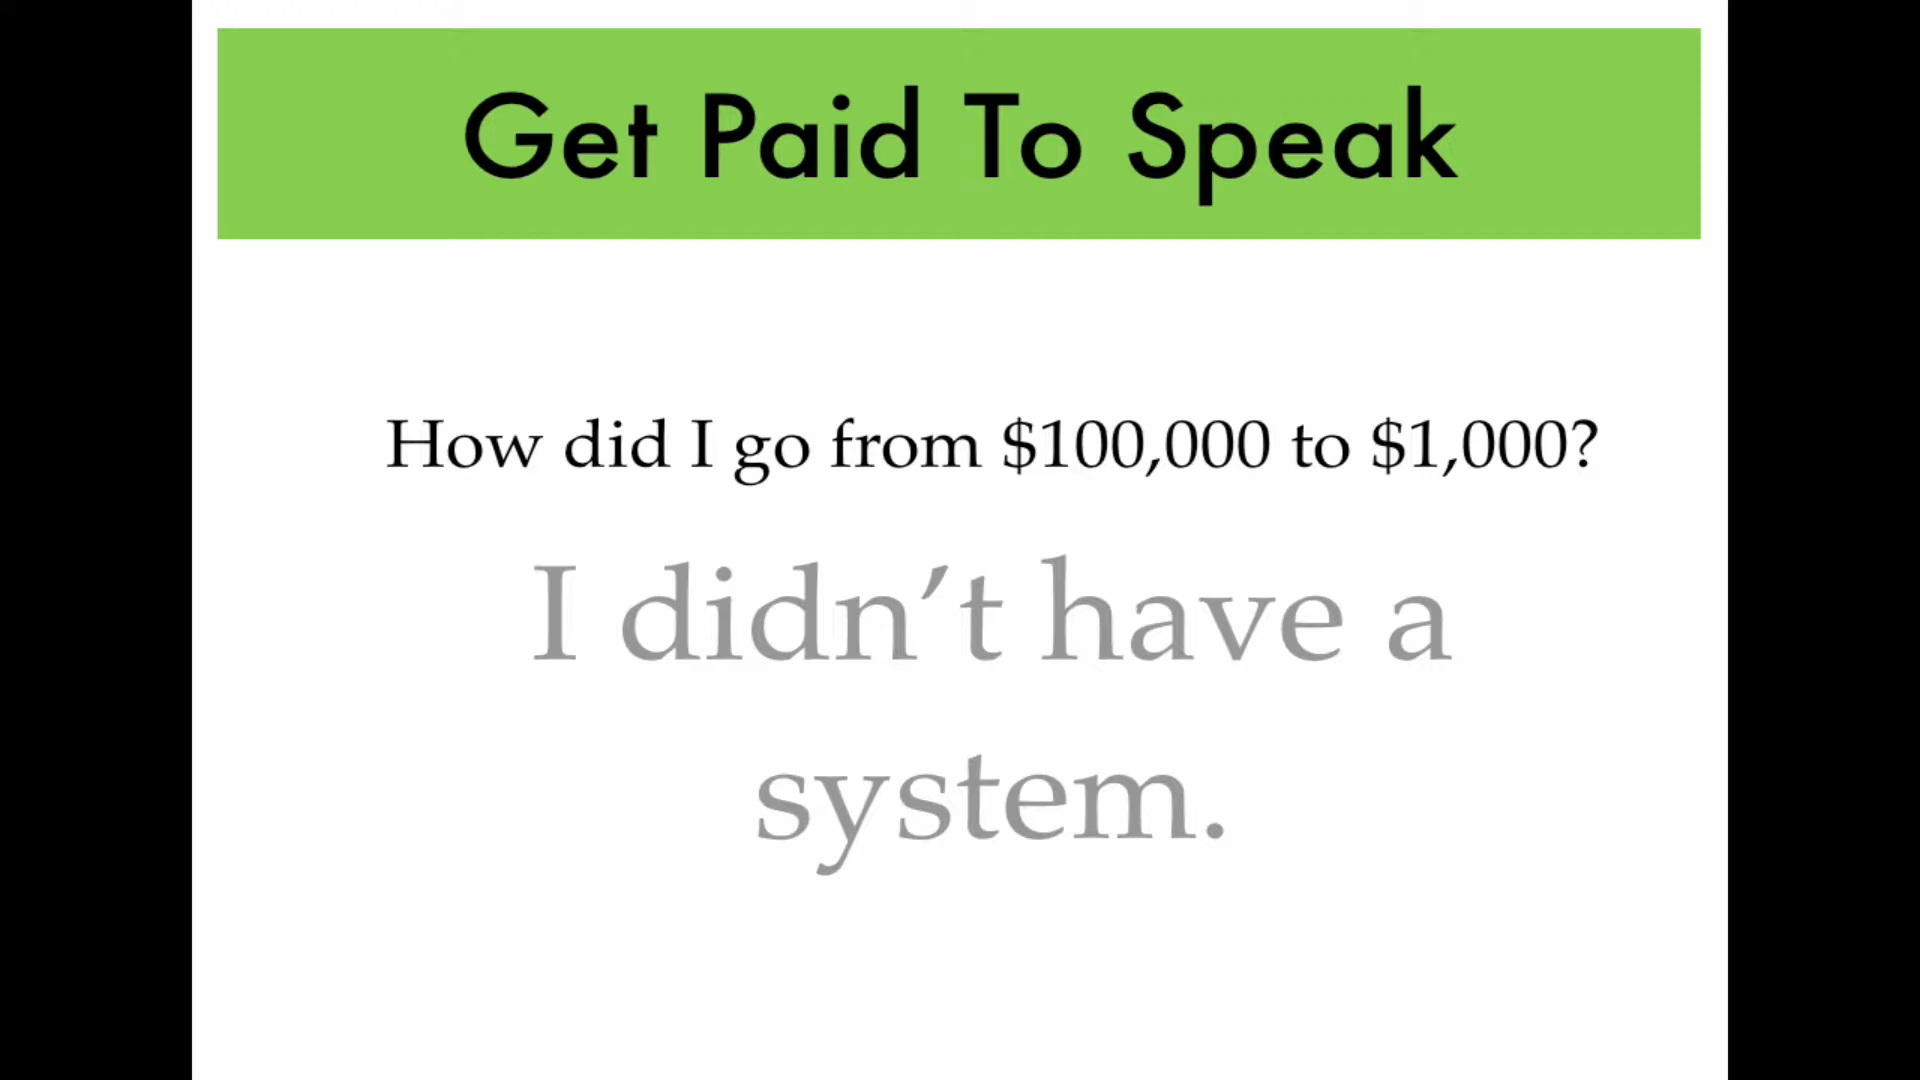 Get Paid To Speak
How did I go from $100,000 to $1,000?
I didn’t have a
system.